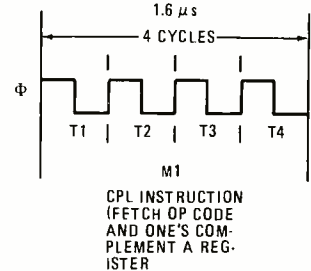 1.6 μs
4 CYCLES
Φ
T1 T2 T3 T4
M1
CPL INSTRUCTION
(FETCH OP CODE
AND ONE'S COM-
PLEMENT A REG-
ISTER